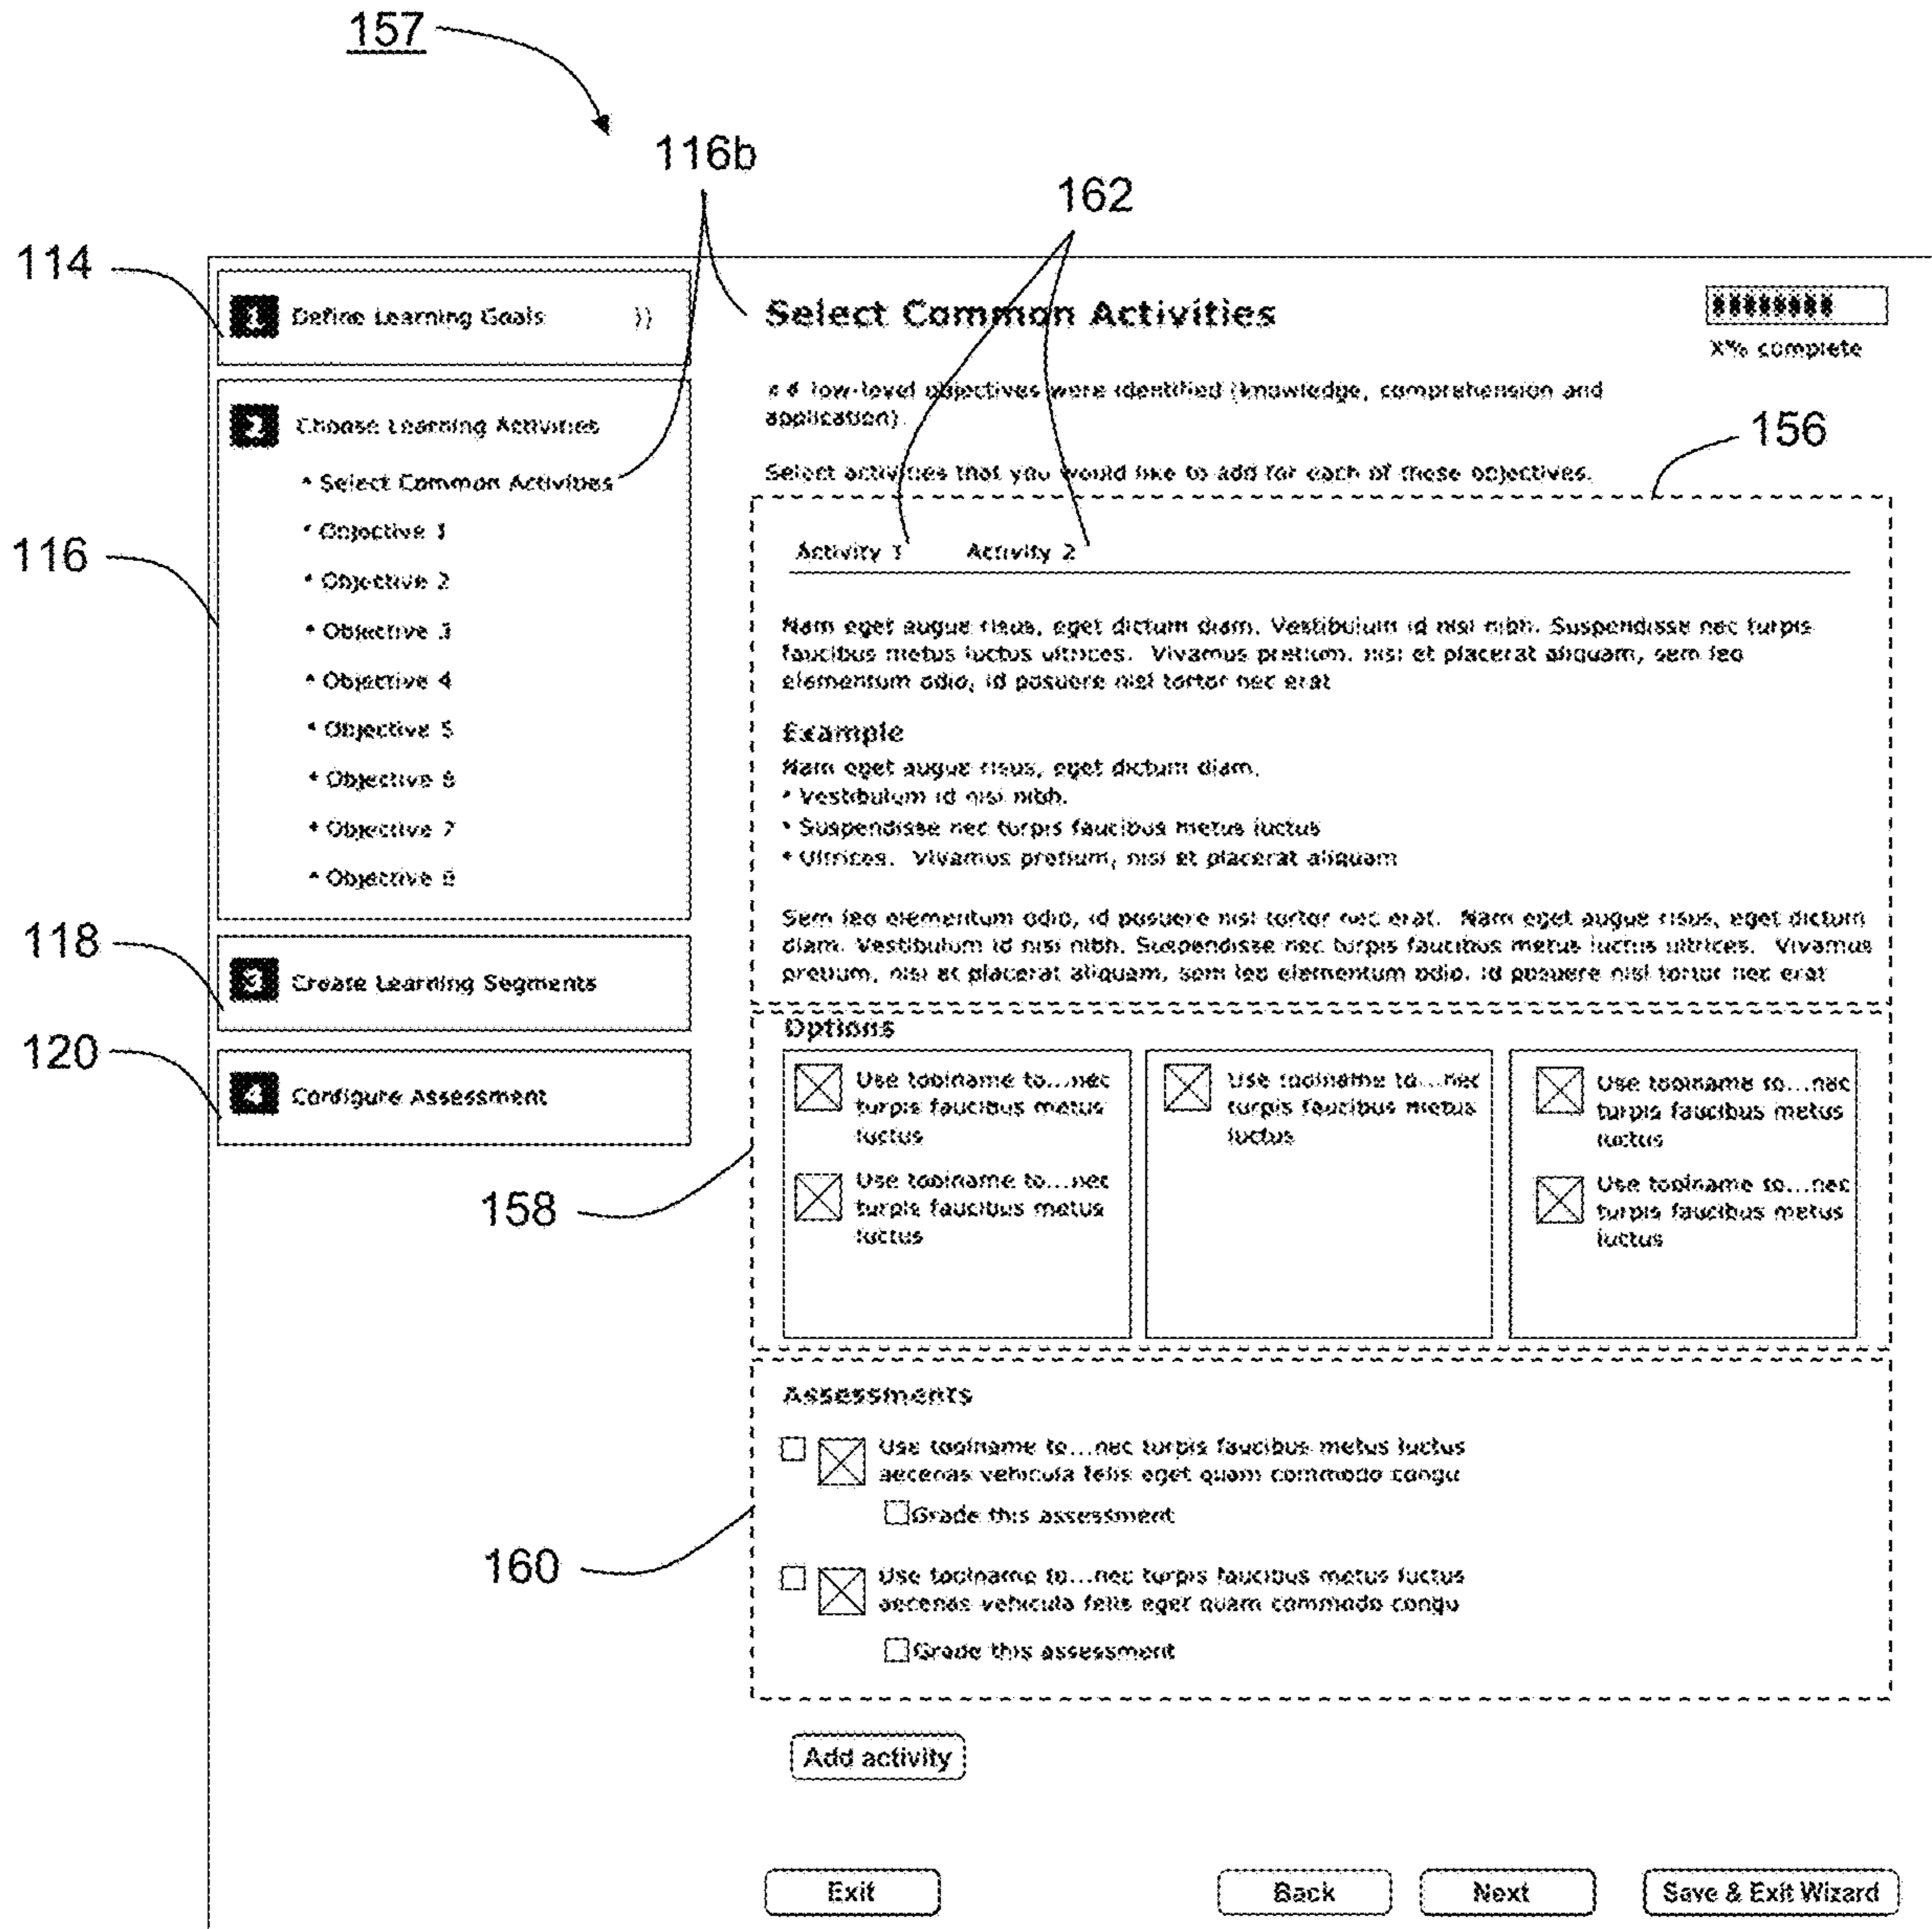 157
116b
162
114
1 Define Learning Goals ⟩⟩
Select Common Activities
X% complete
# # low-level objectives were identified (knowledge, comprehension and
application).
156
2 Choose Learning Activities
Select activities that you would like to add for each of these objectives.
• Select Common Activities
116
• Objective 1
• Objective 2
• Objective 3
• Objective 4
• Objective 5
• Objective 6
• Objective 7
• Objective 8
Activity 1 Activity 2
Nam eget augue risus, eget dictum diam. Vestibulum id nisi nibh. Suspendisse nec turpis
faucibus metus luctus ultrices. Vivamus pretium, nisi et placerat aliquam, sem leo
elementum odio, id posuere nisl tortor nec erat
Example
Nam eget augue risus, eget dictum diam.
• Vestibulum id nisi nibh.
• Suspendisse nec turpis faucibus metus luctus
• Ultrices. Vivamus pretium, nisi et placerat aliquam
Sem leo elementum odio, id posuere nisl tortor nec erat. Nam eget augue risus, eget dictum
diam. Vestibulum id nisi nibh. Suspendisse nec turpis faucibus metus luctus ultrices. Vivamus
pretium, nisi et placerat aliquam, sem leo elementum odio, id posuere nisl tortor nec erat
118
3 Create Learning Segments
120
4 Configure Assessment
158
Options
Use toolname to...nec
turpis faucibus metus
luctus
Use toolname to...nec
turpis faucibus metus
luctus
Use toolname to...nec
turpis faucibus metus
luctus
Use toolname to...nec
turpis faucibus metus
luctus
Use toolname to...nec
turpis faucibus metus
luctus
160
Assessments
Use toolname to...nec turpis faucibus metus luctus
aecenas vehicula felis eget quam commodo congu
Grade this assessment
Use toolname to...nec turpis faucibus metus luctus
aecenas vehicula felis eget quam commodo congu
Grade this assessment
Add activity
Exit Back Next Save & Exit Wizard